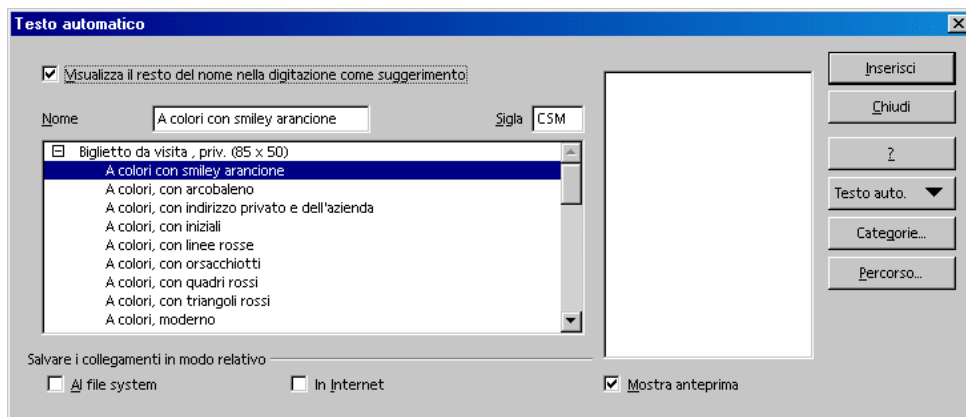 Testo automatico
Visualizza il resto del nome nella digitazione come suggerimento
Nome A colori con smiley arancione Sigla CSM
Biglietto da visita , priv. (85 x 50)
A colori con smiley arancione
A colori, con arcobaleno
A colori, con indirizzo privato e dell'azienda
A colori, con iniziali
A colori, con linee rosse
A colori, con orsacchiotti
A colori, con quadri rossi
A colori, con triangoli rossi
A colori, moderno
Salvare i collegamenti in modo relativo
Al file system In Internet Mostra anteprima
Inserisci
Chiudi
?
Testo auto.
Categorie...
Percorso...